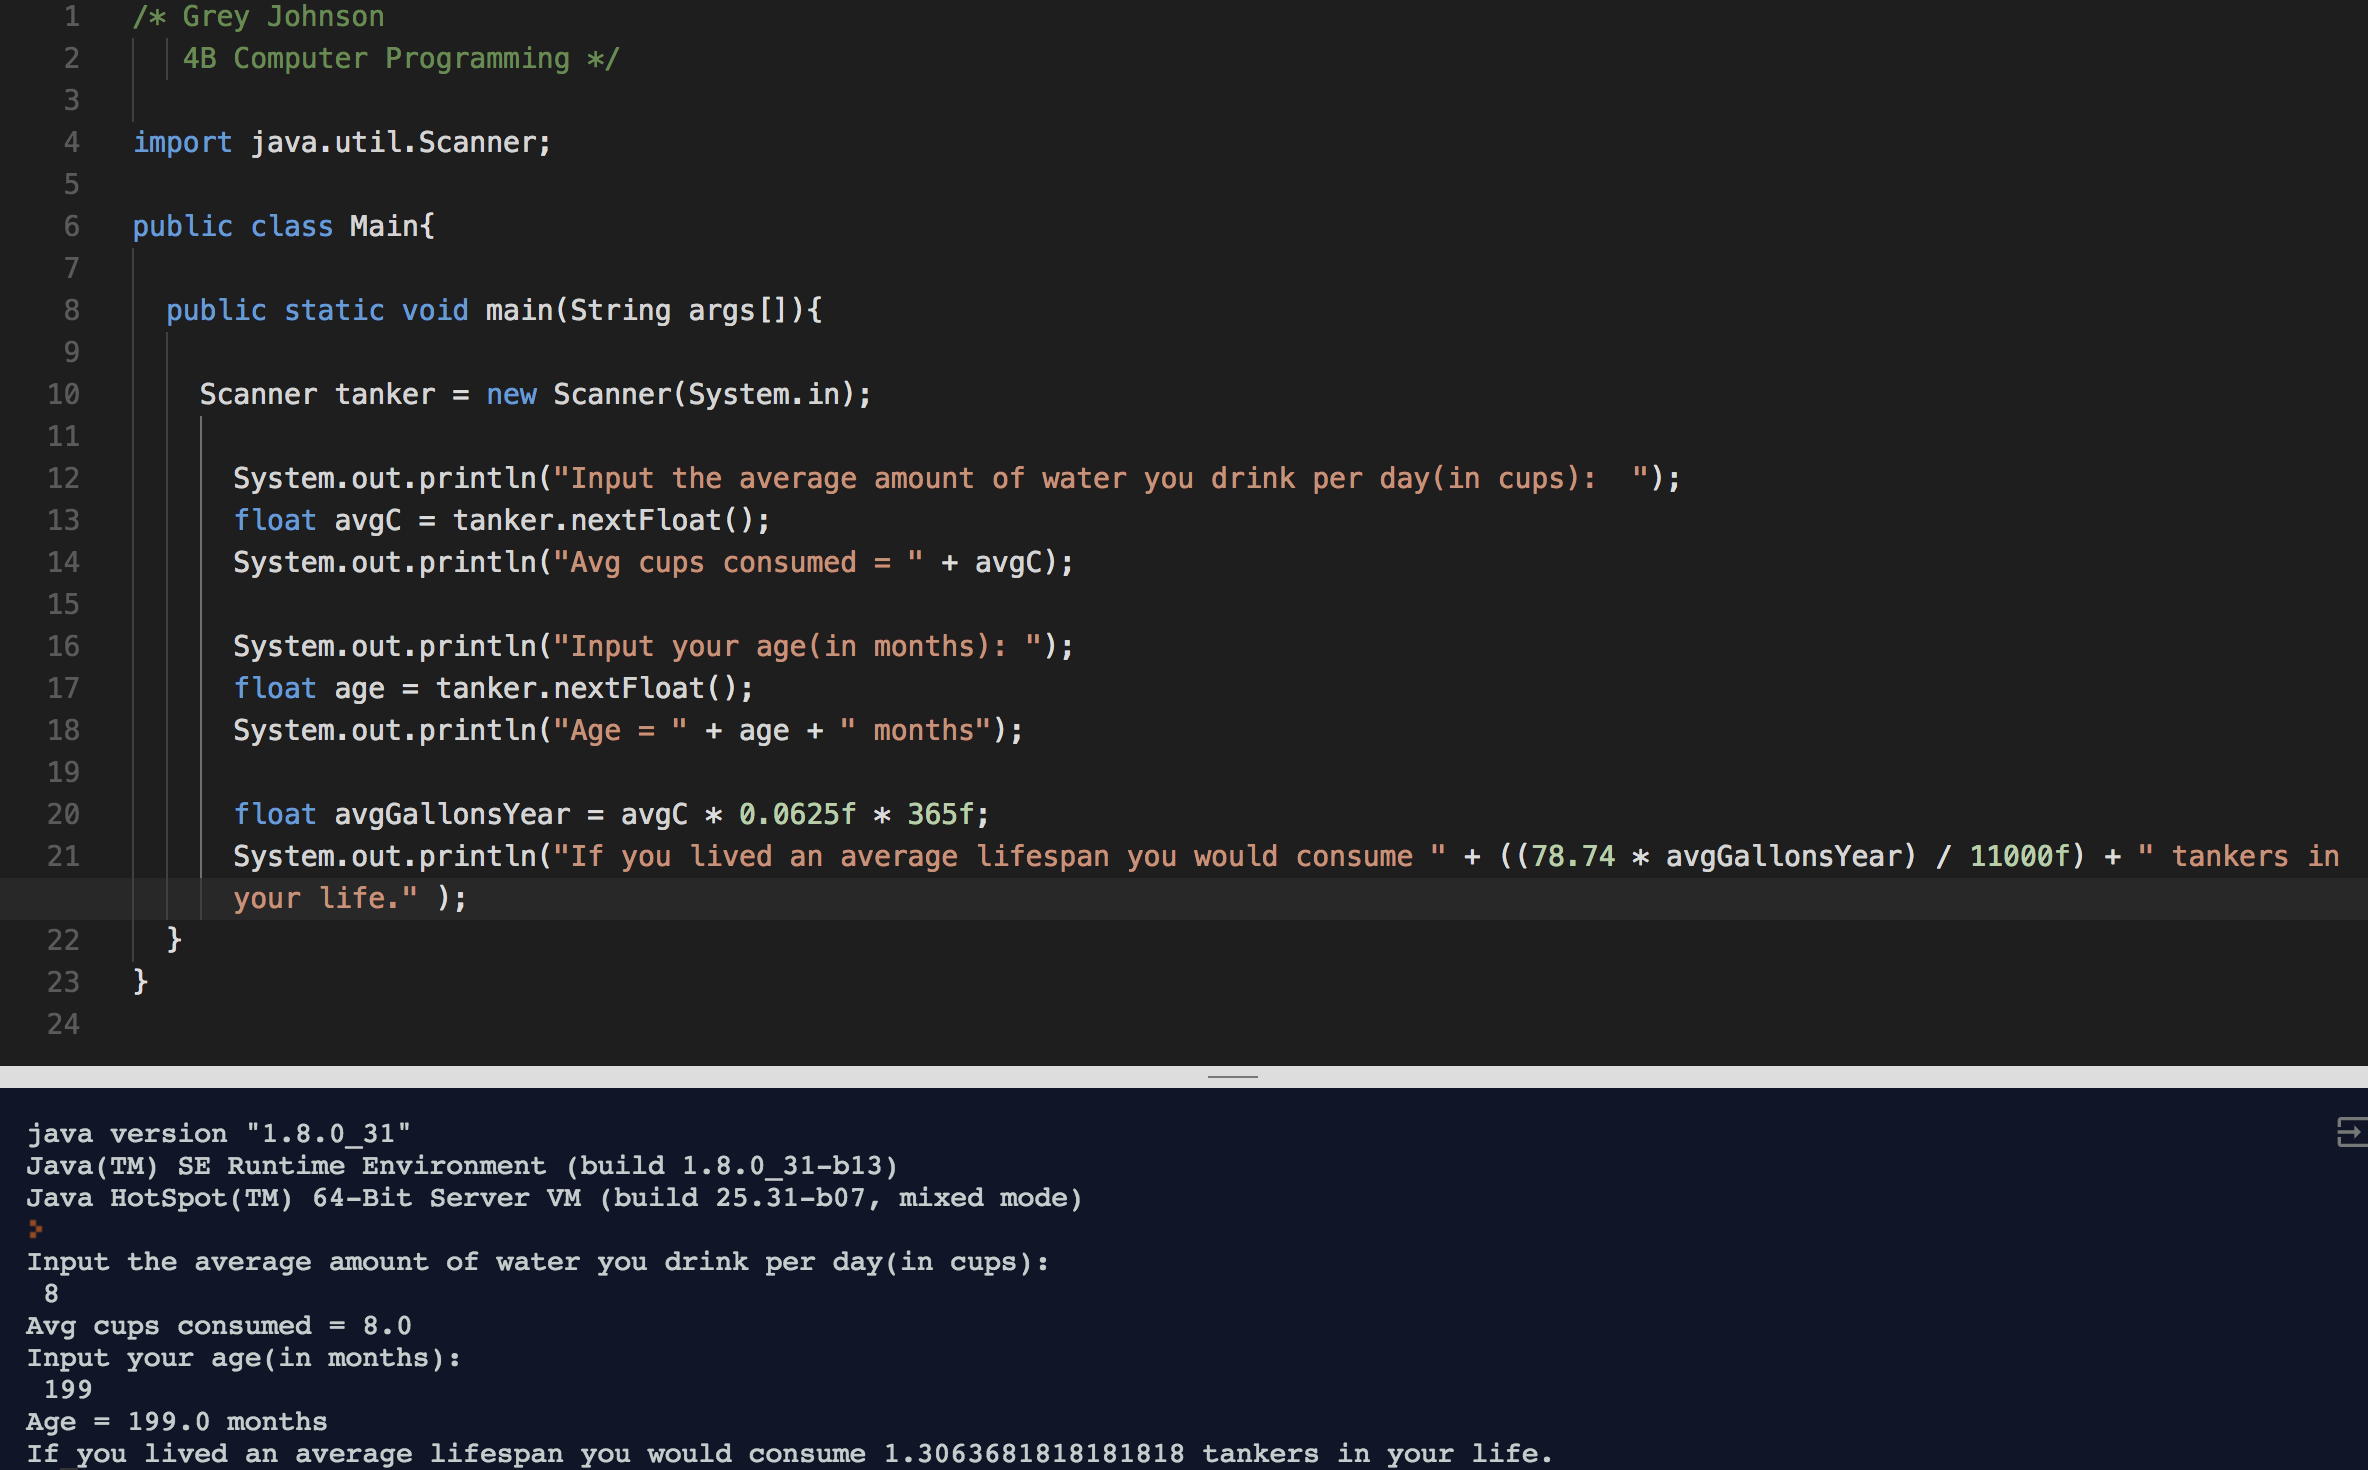 1 /* Grey Johnson
2 4B Computer Programming */
3
4 import java.util.Scanner;
5
6 public class Main{
7
8 public static void main(String args[]){
9
10 Scanner tanker = new Scanner(System.in);
11
12 System.out.println("Input the average amount of water you drink per day(in cups):  ");
13 float avgC = tanker.nextFloat();
14 System.out.println("Avg cups consumed = " + avgC);
15
16 System.out.println("Input your age(in months): ");
17 float age = tanker.nextFloat();
18 System.out.println("Age = " + age + " months");
19
20 float avgGallonsYear = avgC * 0.0625f * 365f;
21 System.out.println("If you lived an average lifespan you would consume " + ((78.74 * avgGallonsYear) / 11000f) + " tankers in
your life." );
22 }
23 }
24
java version "1.8.0_31"
Java(TM) SE Runtime Environment (build 1.8.0_31-b13)
Java HotSpot(TM) 64-Bit Server VM (build 25.31-b07, mixed mode)
Input the average amount of water you drink per day(in cups):
8
Avg cups consumed = 8.0
Input your age(in months):
199
Age = 199.0 months
If you lived an average lifespan you would consume 1.3063681818181818 tankers in your life.